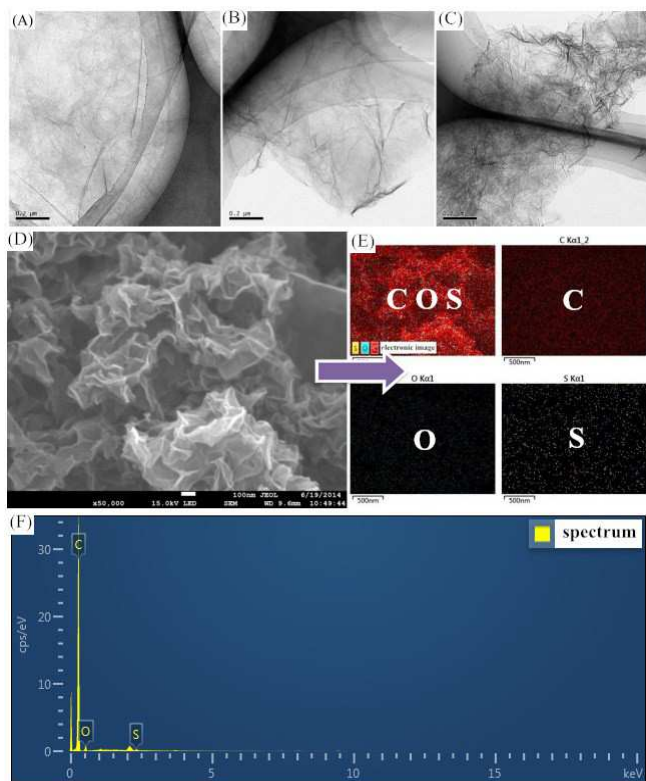 (A)
(B)
(C)
0.2 μm
0.2 μm
(D)
(E)
C Kα1_2
C O S
C
S O C electronic image
500nm
500nm
O Kα1
S Kα1
O
S
500nm
500nm
100nm JEOL 6/19/2014
x50,000 15.0kV LED SEM WD 9.6mm 10:49:44
(F)
spectrum
cps/eV
30
20
10
0
C
O
S
0 5 10 15 keV